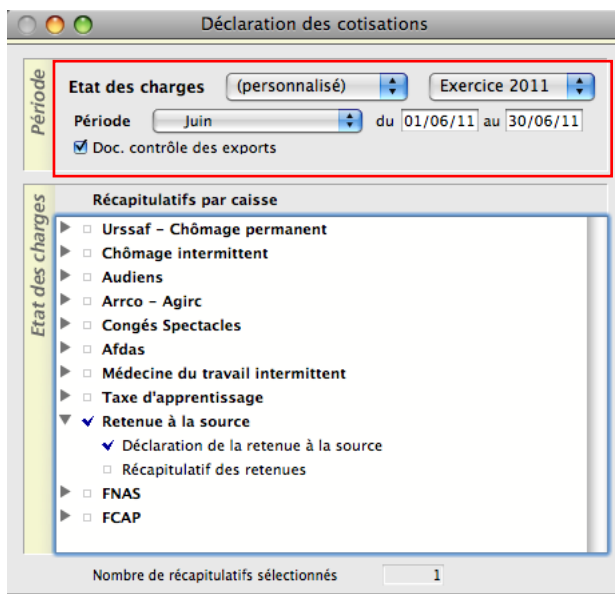 Déclaration des cotisations
Période
Etat des charges (personnalisé) Exercice 2011
Période Juin du 01/06/11 au 30/06/11
Doc. contrôle des exports
Etat des charges
Récapitulatifs par caisse
Urssaf - Chômage permanent
Chômage intermittent
Audiens
Arrco - Agirc
Congés Spectacles
Afdas
Médecine du travail intermittent
Taxe d'apprentissage
Retenue à la source
Déclaration de la retenue à la source
Récapitulatif des retenues
FNAS
FCAP
Nombre de récapitulatifs sélectionnés 1